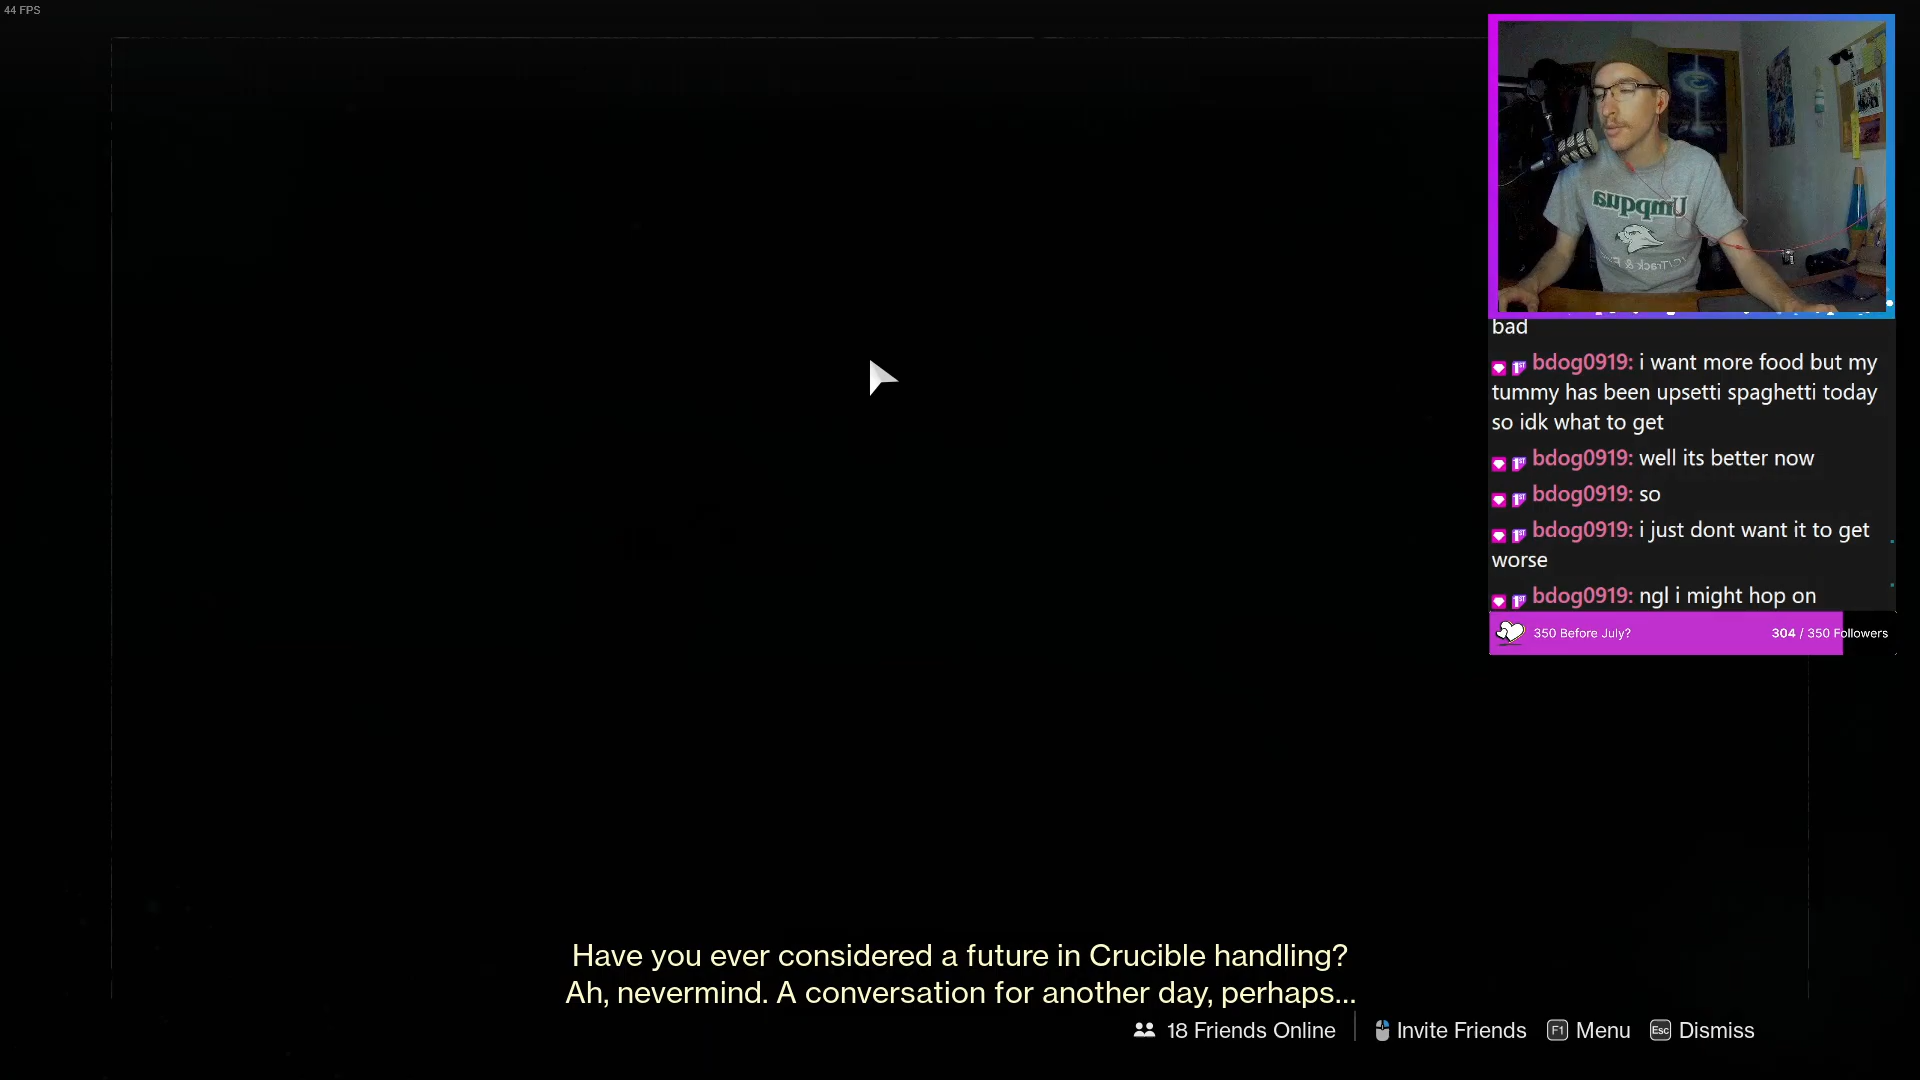 44 FPS
Umpqua
bad
bdog0919: i want more food but my
tummy has been upsetti spaghetti today
so idk what to get
bdog0919: well its better now
bdog0919: so
bdog0919: i just dont want it to get
worse
bdog0919: ngl i might hop on
350 Before July? 304 / 350 Followers
Have you ever considered a future in Crucible handling?
Ah, nevermind. A conversation for another day, perhaps...
18 Friends Online Invite Friends F1 Menu Esc Dismiss